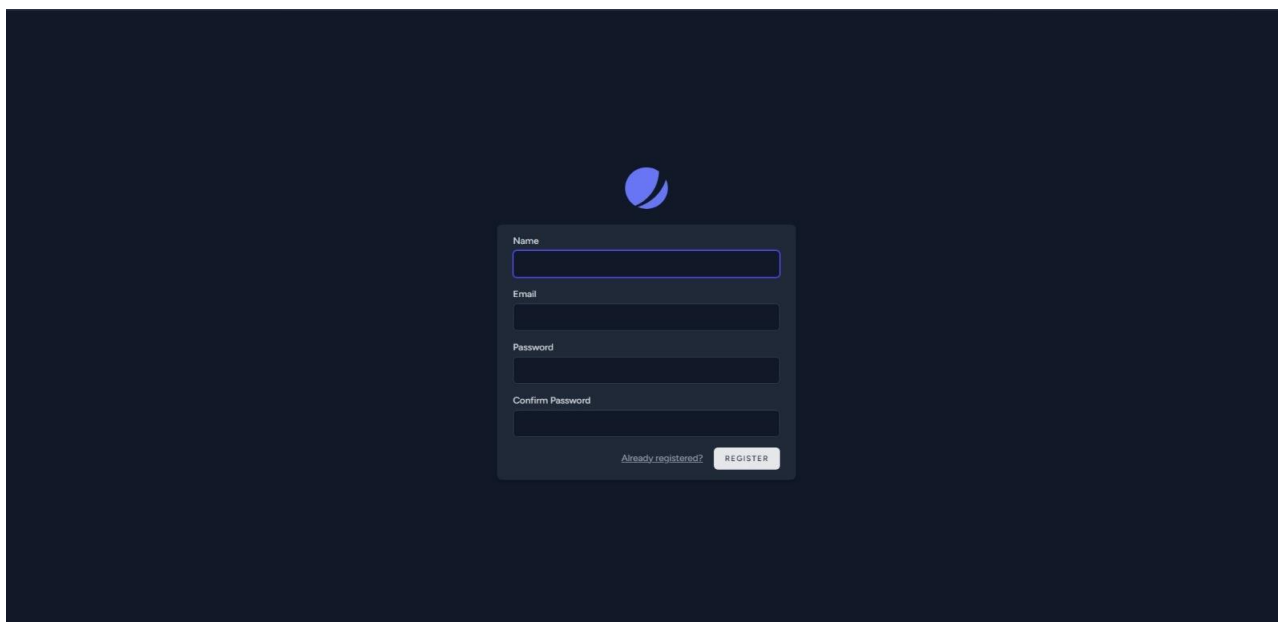 Name
Email
Password
Confirm Password
Already registered? REGISTER